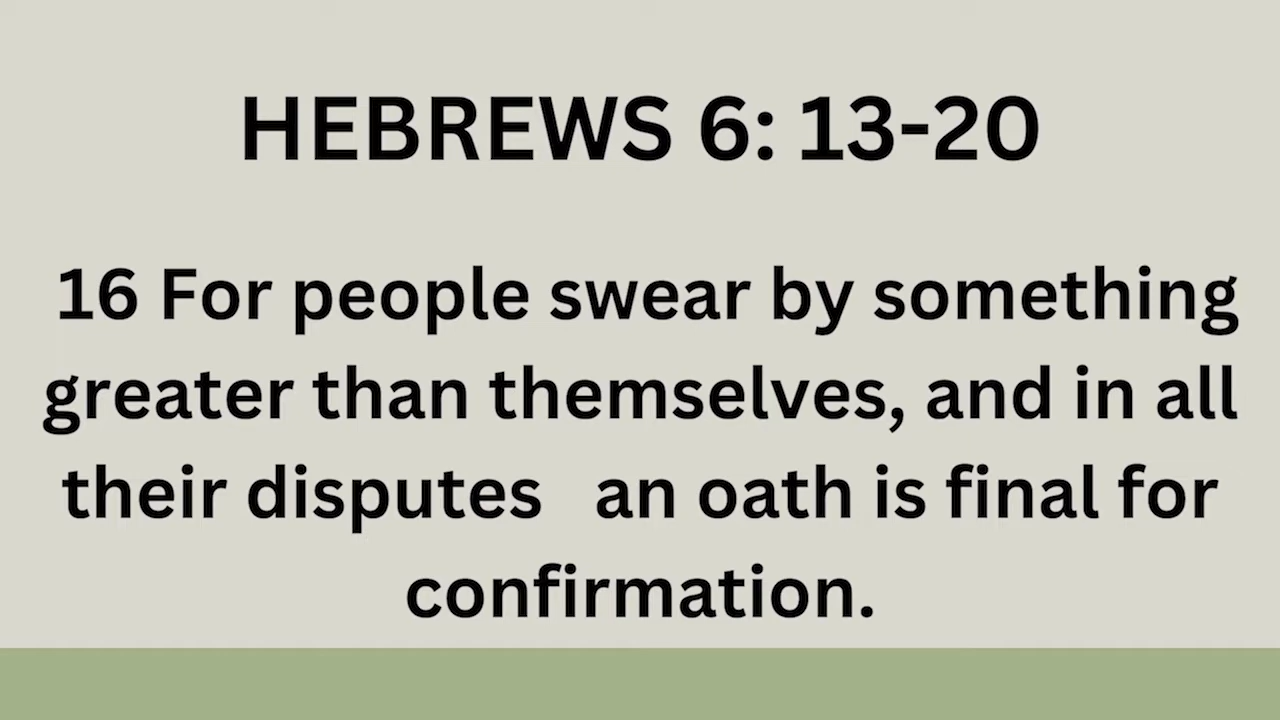 HEBREWS 6: 13-20
16 For people swear by something
greater than themselves, and in all
their disputes   an oath is final for
confirmation.